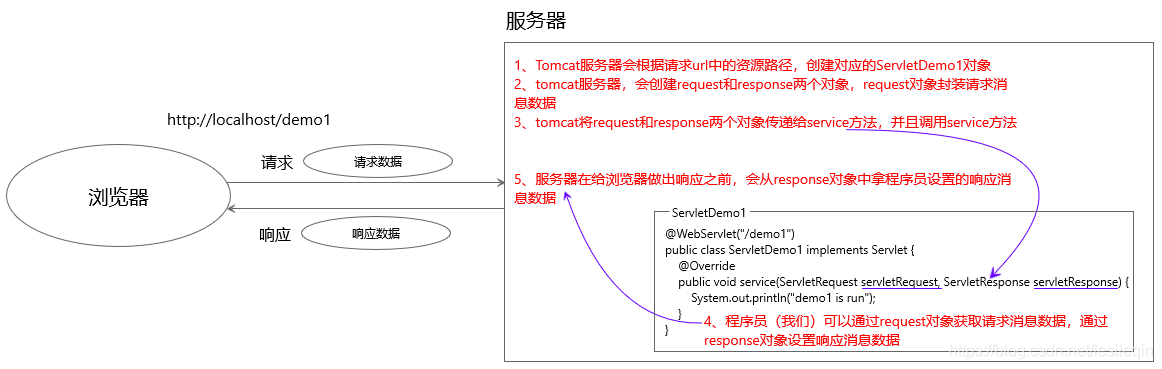 服务器
1、Tomcat服务器会根据请求url中的资源路径，创建对应的ServletDemo1对象
2、tomcat服务器，会创建request和response两个对象，request对象封装请求消
息数据
3、tomcat将request和response两个对象传递给service方法，并且调用service方法
http://localhost/demo1
请求
请求数据
浏览器
5、服务器在给浏览器做出响应之前，会从response对象中拿程序员设置的响应消
息数据
响应
响应数据
ServletDemo1
@WebServlet("/demo1")
public class ServletDemo1 implements Servlet {
@Override
public void service(ServletRequest servletRequest, ServletResponse servletResponse) {
System.out.println("demo1 is run");
}
}
4、程序员（我们）可以通过request对象获取请求消息数据，通过
response对象设置响应消息数据